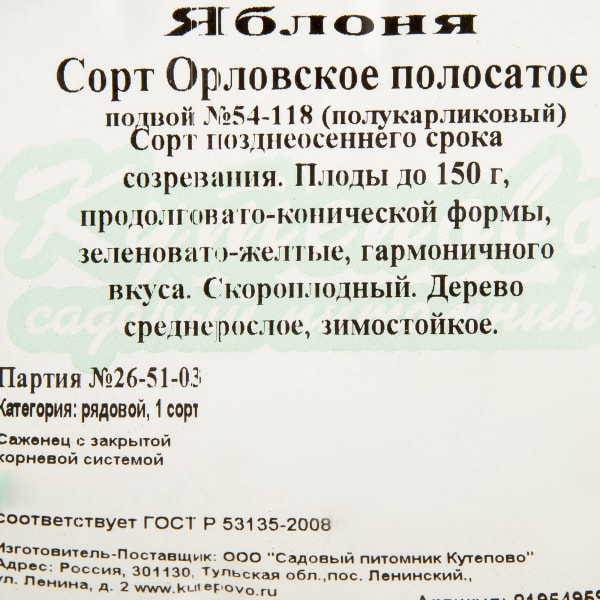 Яблоня
Сорт Орловское полосатое
подвой №54-118 (полукарликовый)
Сорт позднеосеннего срока
созревания. Плоды до 150 г,
продолговато-конической формы,
зеленовато-желтые, гармоничного
вкуса. Скороплодный. Дерево
среднерослое, зимостойкое.
Партия №26-51-03
Категория: рядовой, 1 сорт
Саженец с закрытой
корневой системой
соответствует ГОСТ Р 53135-2008
Изготовитель-Поставщик: ООО "Садовый питомник Кутепово"
Адрес: Россия, 301130, Тульская обл.,пос. Ленинский.,
ул. Ленина, д. 2 www.kutepovo.ru